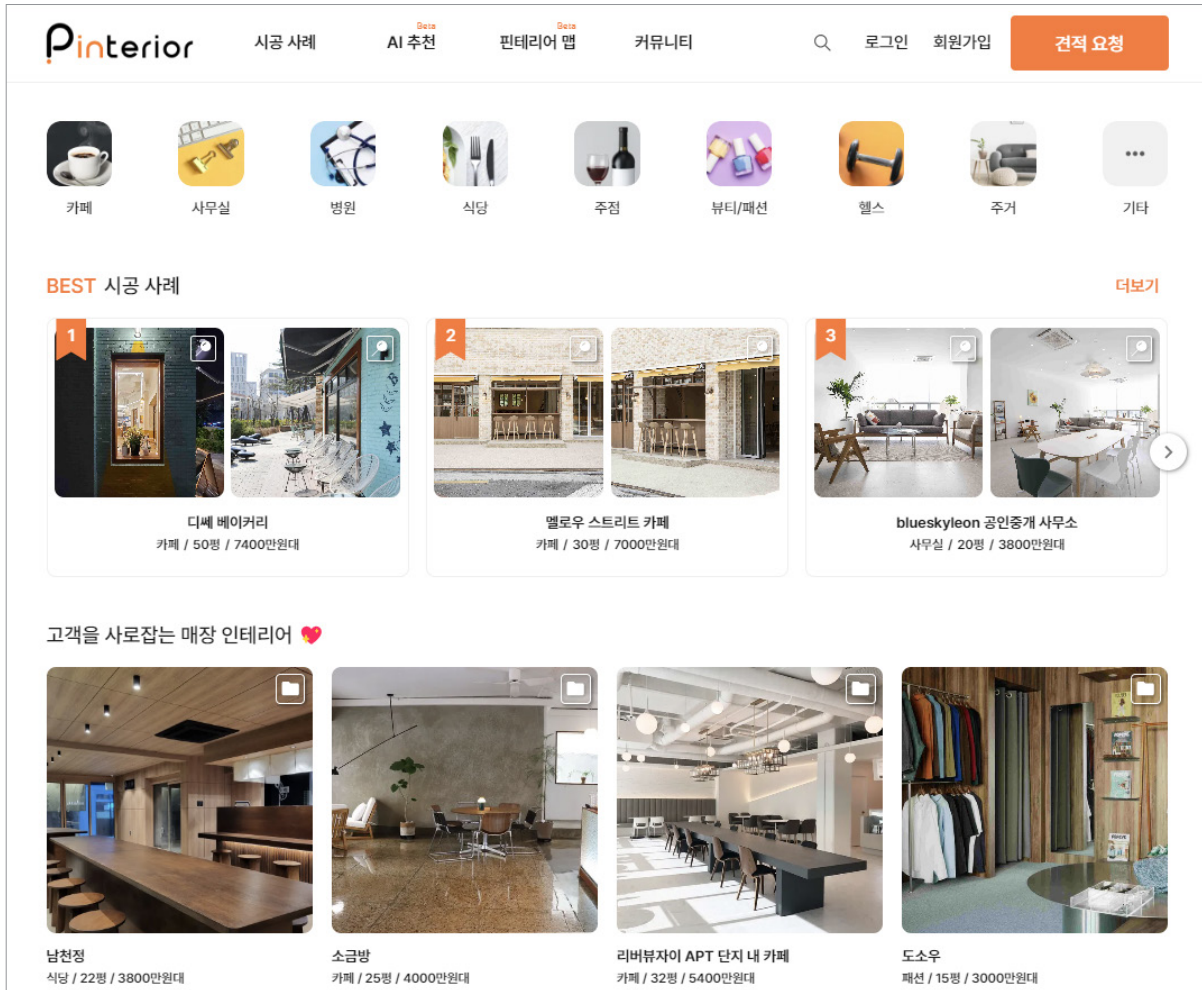 Pinterior
시공 사례
Beta
AI 추천
Beta
핀테리어 맵
커뮤니티
로그인
회원가입
견적 요청
카페
사무실
병원
식당
주점
뷰티/패션
헬스
주거
기타
BEST 시공 사례
더보기
1
2
3
디쎄 베이커리
카페 / 50평 / 7400만원대
멜로우 스트리트 카페
카페 / 30평 / 7000만원대
blueskyleon 공인중개 사무소
사무실 / 20평 / 3800만원대
고객을 사로잡는 매장 인테리어 💖
남천정
식당 / 22평 / 3800만원대
소금방
카페 / 25평 / 4000만원대
리버뷰자이 APT 단지 내 카페
카페 / 32평 / 5400만원대
도소우
패션 / 15평 / 3000만원대